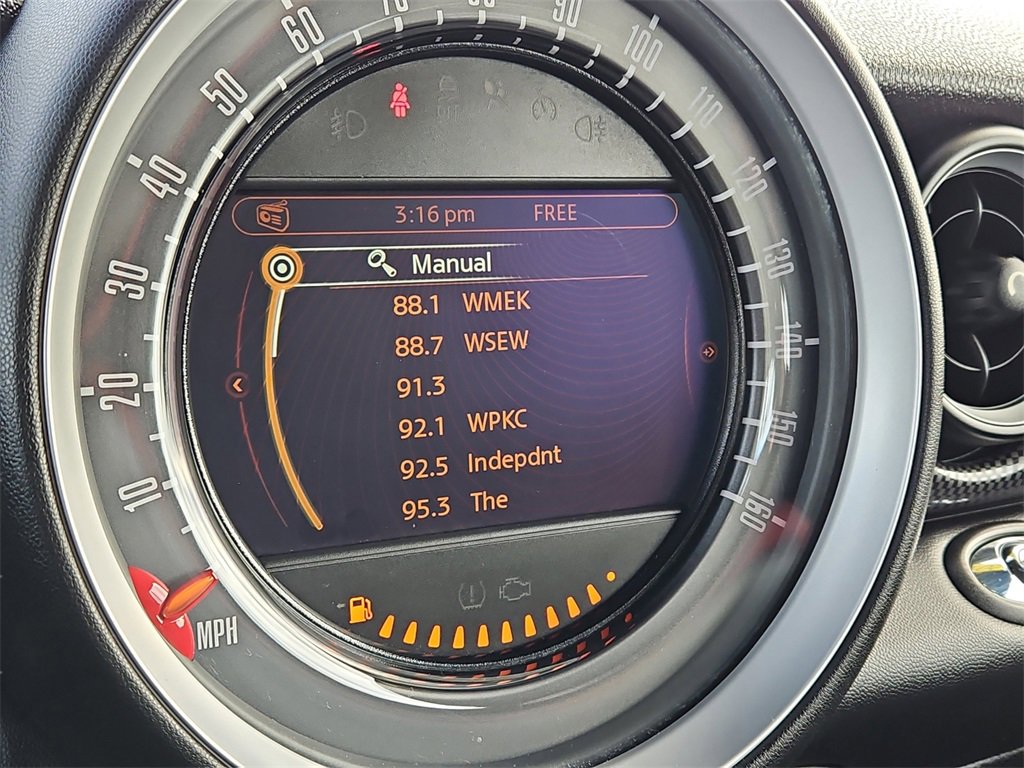 60
70
80
90
100
50
110
40
120
30
130
20
140
10
150
160
MPH
3:16 pm FREE
Manual
88.1 WMEK
88.7 WSEW
91.3
92.1 WPKC
92.5 Indepdnt
95.3 The